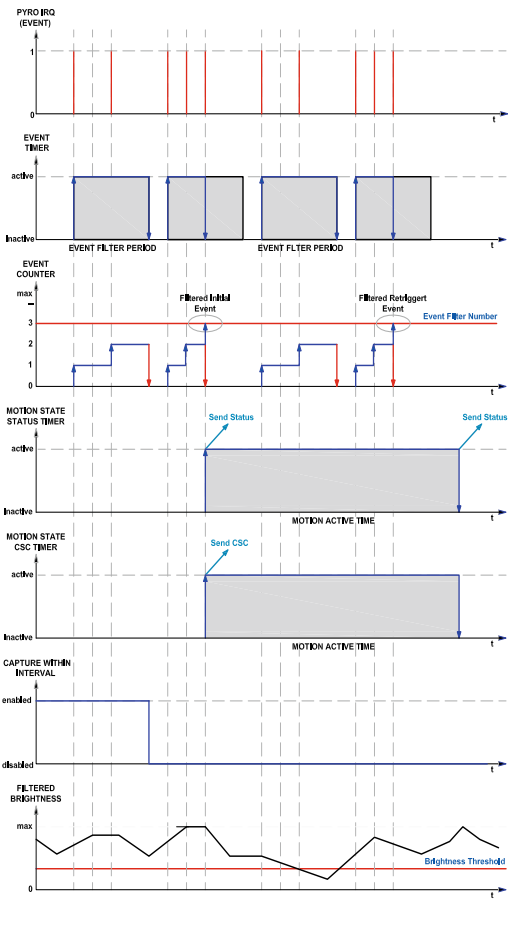 PYRO IRQ
(EVENT)
1
0
t
EVENT
TIMER
active
Inactive
EVENT FILTER PERIOD
EVENT FLTER PERIOD
t
EVENT
COUNTER
max
Filtered Initial
Event
Filtered Retriggert
Event
Event Filter Number
3
2
1
0
t
MOTION STATE
STATUS TIMER
Send Status
Send Status
active
Inactive
MOTION ACTIVE TIME
t
MOTION STATE
CSC TIMER
Send CSC
active
Inactive
MOTION ACTIVE TIME
t
CAPTURE WITHIN
INTERVAL
enabled
disabled
t
FILTERED
BRIGHTNESS
max
Brightness Threshold
0
t